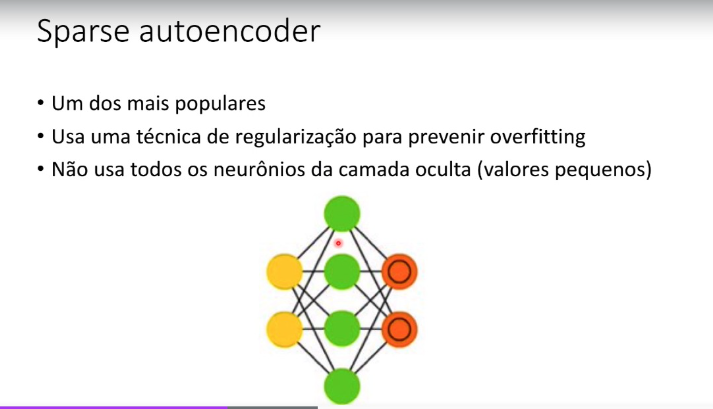 Sparse autoencoder
• Um dos mais populares
• Usa uma técnica de regularização para prevenir overfitting
• Não usa todos os neurônios da camada oculta (valores pequenos)